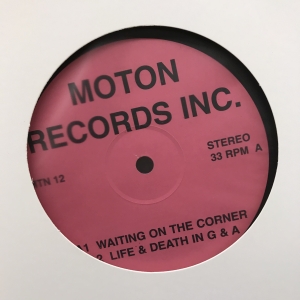 MOTON
RECORDS INC.
STEREO
33 RPM A
TN 12
1 WAITING ON THE CORNER
2 LIFE & DEATH IN G & A